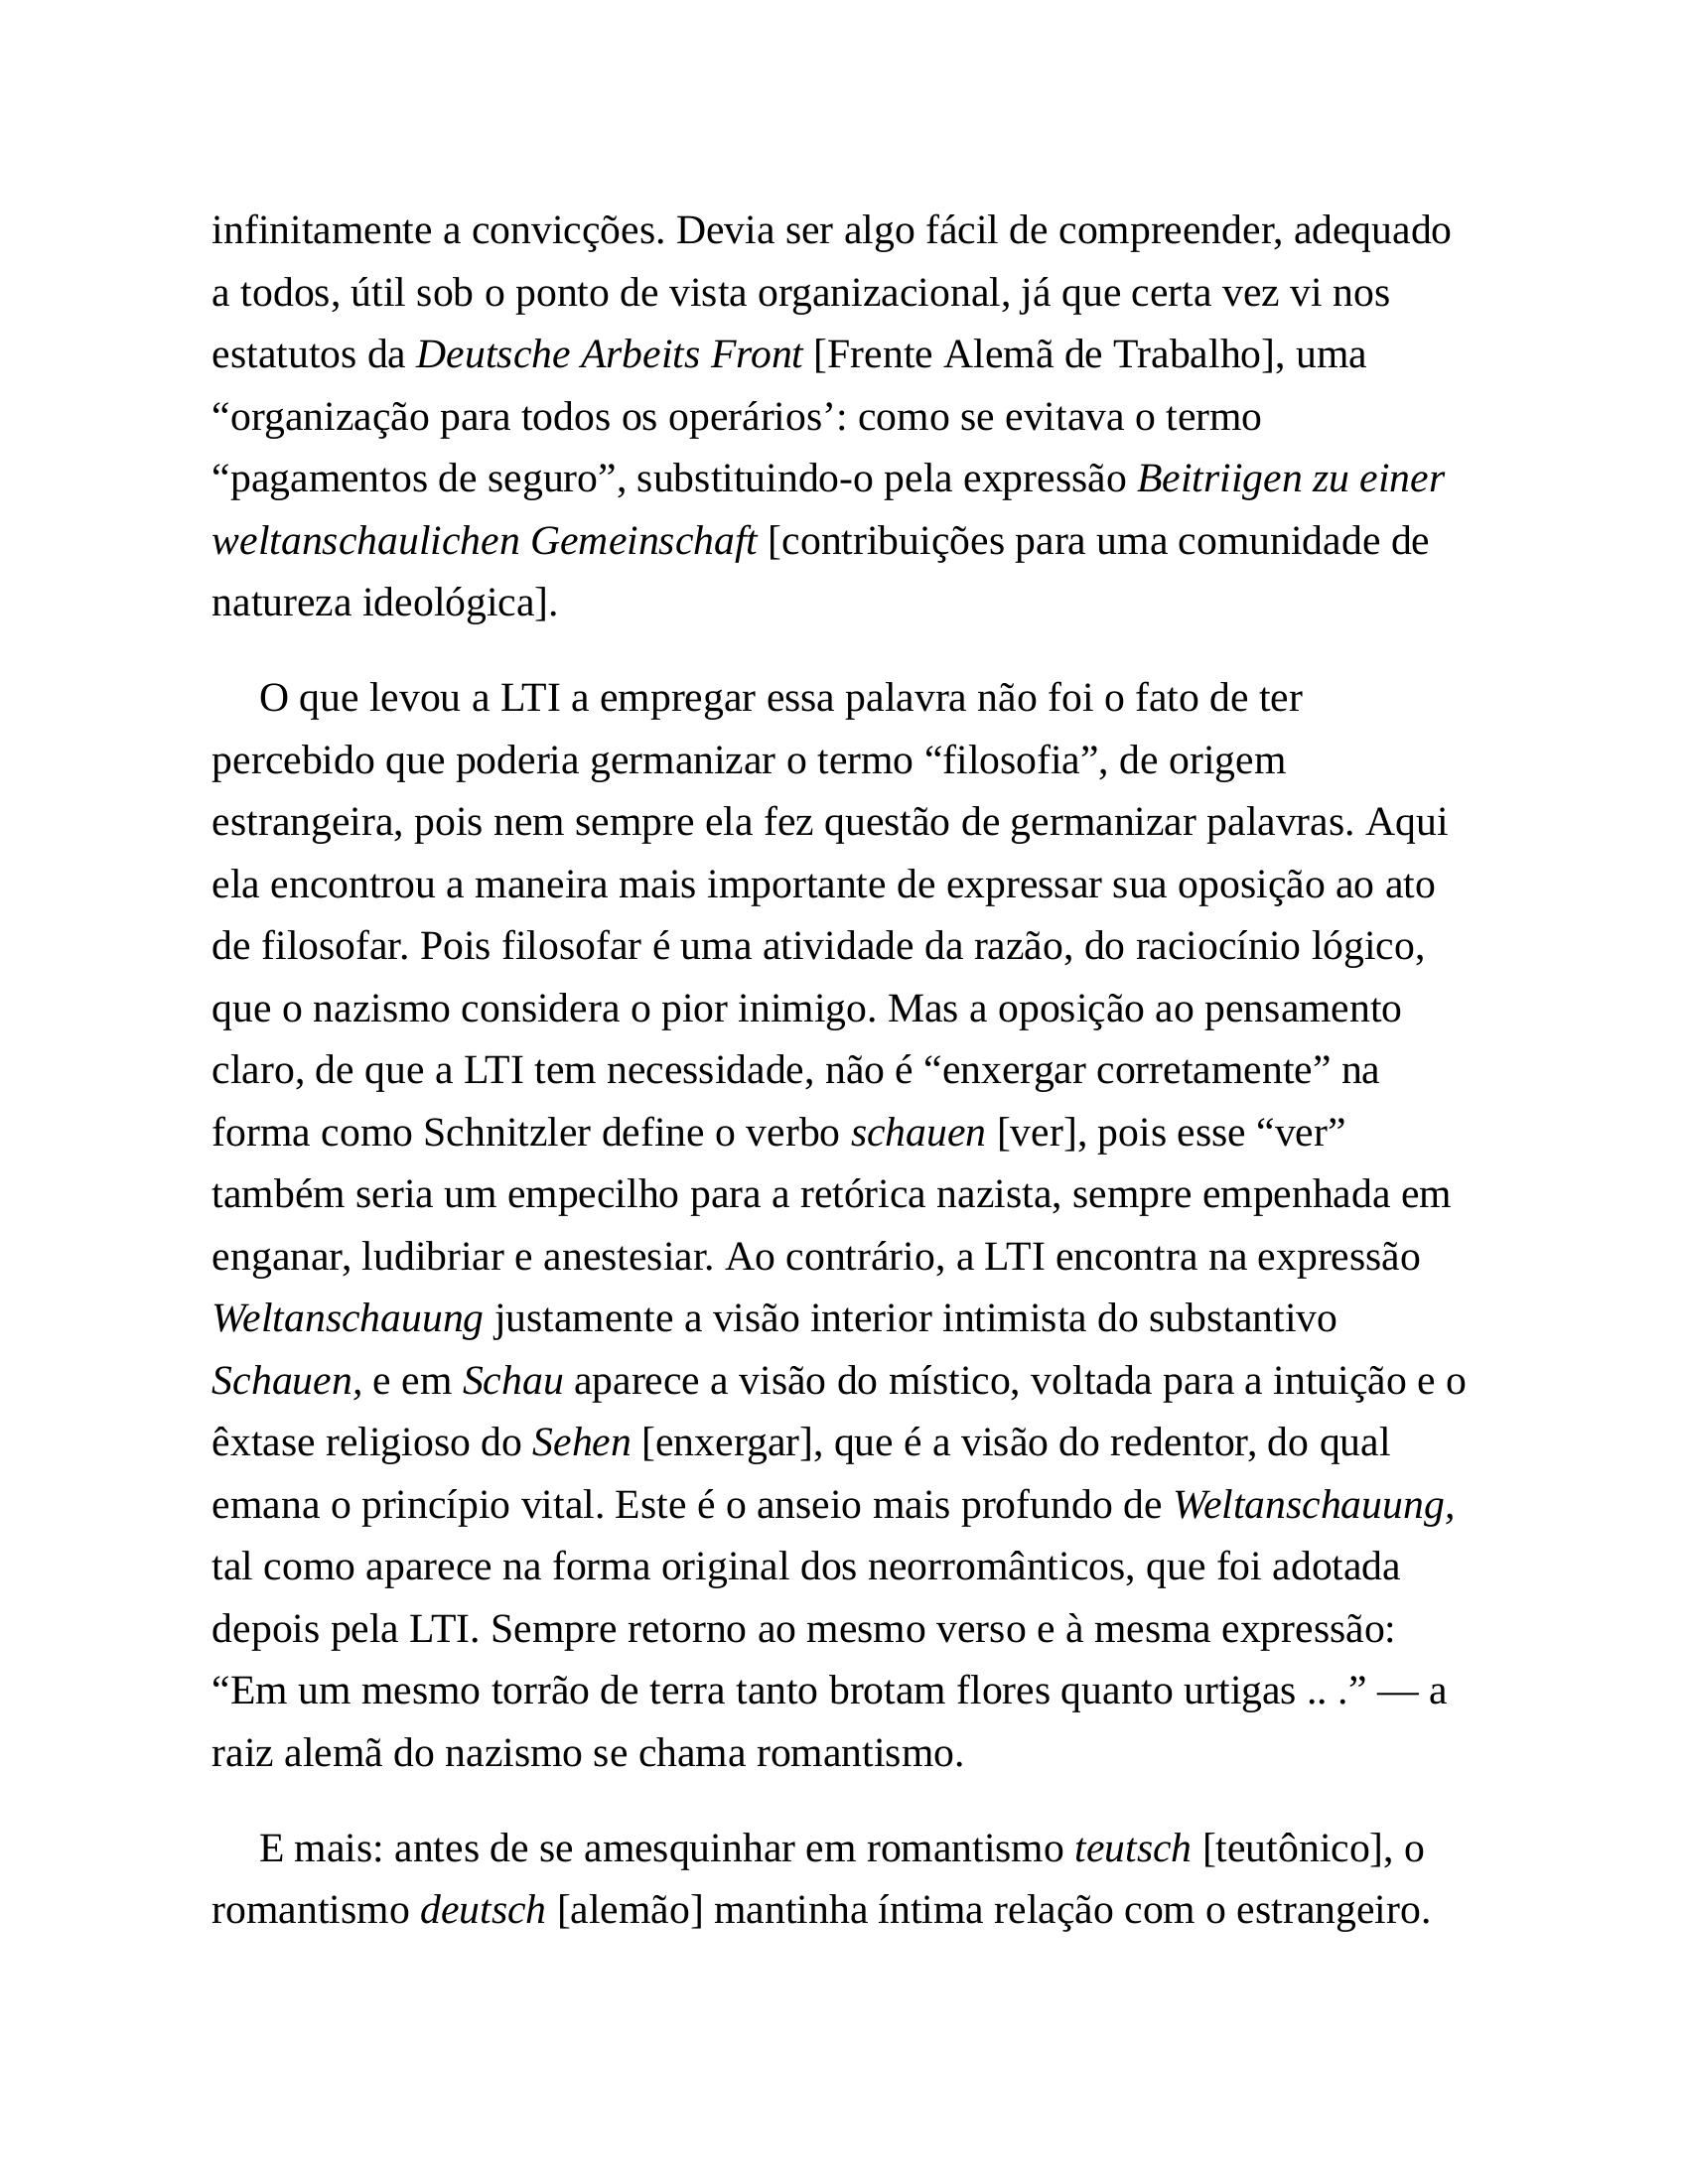 infinitamente a convicções. Devia ser algo fácil de compreender, adequado
a todos, útil sob o ponto de vista organizacional, já que certa vez vi nos
estatutos da Deutsche Arbeits Front [Frente Alemã de Trabalho], uma
“organização para todos os operários’: como se evitava o termo
“pagamentos de seguro”, substituindo-o pela expressão Beitriigen zu einer
weltanschaulichen Gemeinschaft [contribuições para uma comunidade de
natureza ideológica].
O que levou a LTI a empregar essa palavra não foi o fato de ter
percebido que poderia germanizar o termo “filosofia”, de origem
estrangeira, pois nem sempre ela fez questão de germanizar palavras. Aqui
ela encontrou a maneira mais importante de expressar sua oposição ao ato
de filosofar. Pois filosofar é uma atividade da razão, do raciocínio lógico,
que o nazismo considera o pior inimigo. Mas a oposição ao pensamento
claro, de que a LTI tem necessidade, não é “enxergar corretamente” na
forma como Schnitzler define o verbo schauen [ver], pois esse “ver”
também seria um empecilho para a retórica nazista, sempre empenhada em
enganar, ludibriar e anestesiar. Ao contrário, a LTI encontra na expressão
Weltanschauung justamente a visão interior intimista do substantivo
Schauen, e em Schau aparece a visão do místico, voltada para a intuição e o
êxtase religioso do Sehen [enxergar], que é a visão do redentor, do qual
emana o princípio vital. Este é o anseio mais profundo de Weltanschauung,
tal como aparece na forma original dos neorromânticos, que foi adotada
depois pela LTI. Sempre retorno ao mesmo verso e à mesma expressão:
“Em um mesmo torrão de terra tanto brotam flores quanto urtigas .. .” — a
raiz alemã do nazismo se chama romantismo.
E mais: antes de se amesquinhar em romantismo teutsch [teutônico], o
romantismo deutsch [alemão] mantinha íntima relação com o estrangeiro.